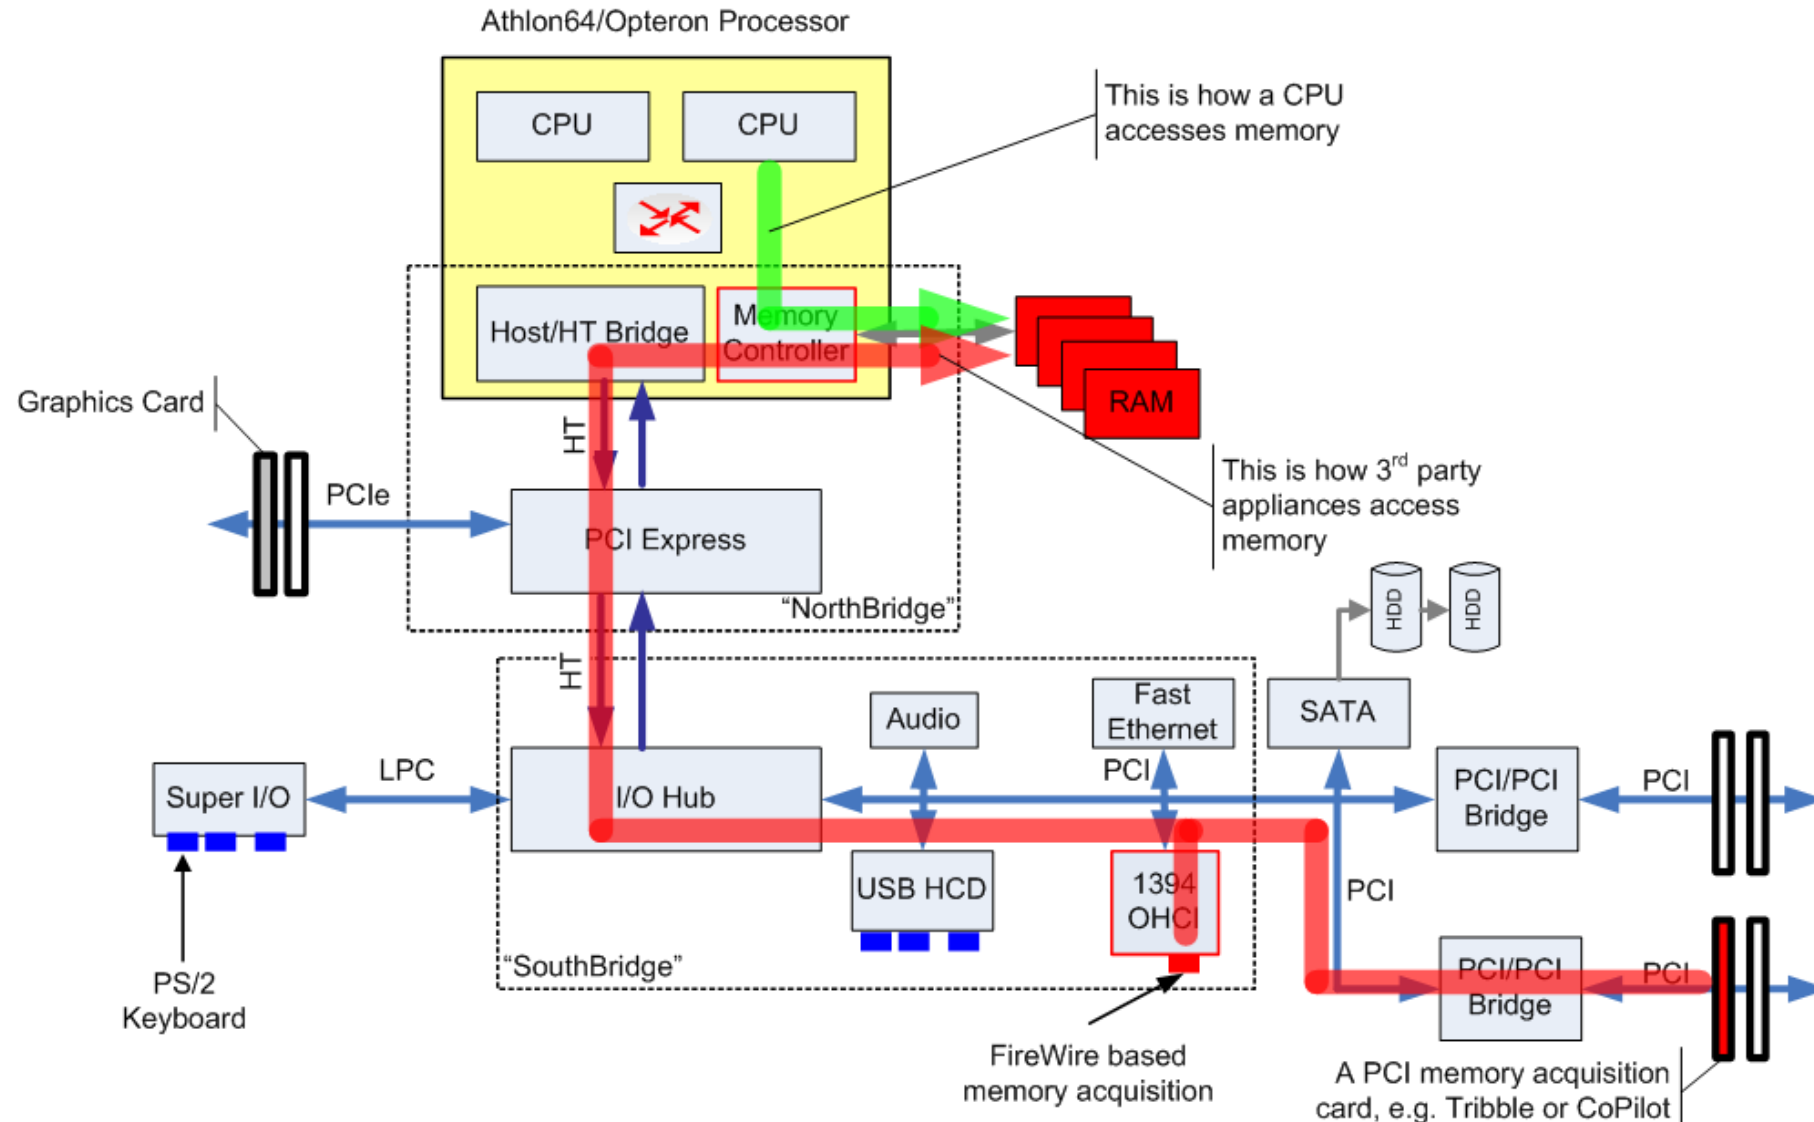 Athlon64/Opteron Processor
CPU
CPU
This is how a CPU
accesses memory
Host/HT Bridge
Memory
Controller
RAM
Graphics Card
HT
PCIe
This is how 3rd party
appliances access
memory
PCI Express
"NorthBridge"
HDD
HDD
HT
Audio
Fast
Ethernet
SATA
Super I/O
LPC
I/O Hub
PCI
PCI/PCI
Bridge
PCI
USB HCD
1394
OHCI
PCI
"SouthBridge"
PCI/PCI
Bridge
PCI
PS/2
Keyboard
FireWire based
memory acquisition
A PCI memory acquisition
card, e.g. Tribble or CoPilot